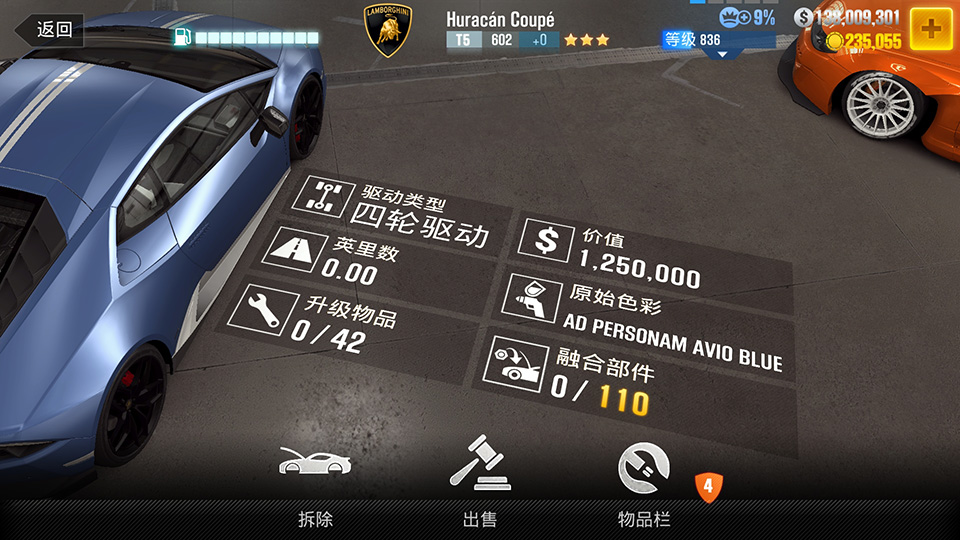 返回
LAMBORGHINI
Huracán Coupé
T5 602 +0
9%
138,009,301
等级 836
235,055
驱动类型
四轮驱动
英里数
0.00
升级物品
0/42
价值
1,250,000
原始色彩
AD PERSONAM AVIO BLUE
融合部件
0/110
4
拆除
出售
物品栏